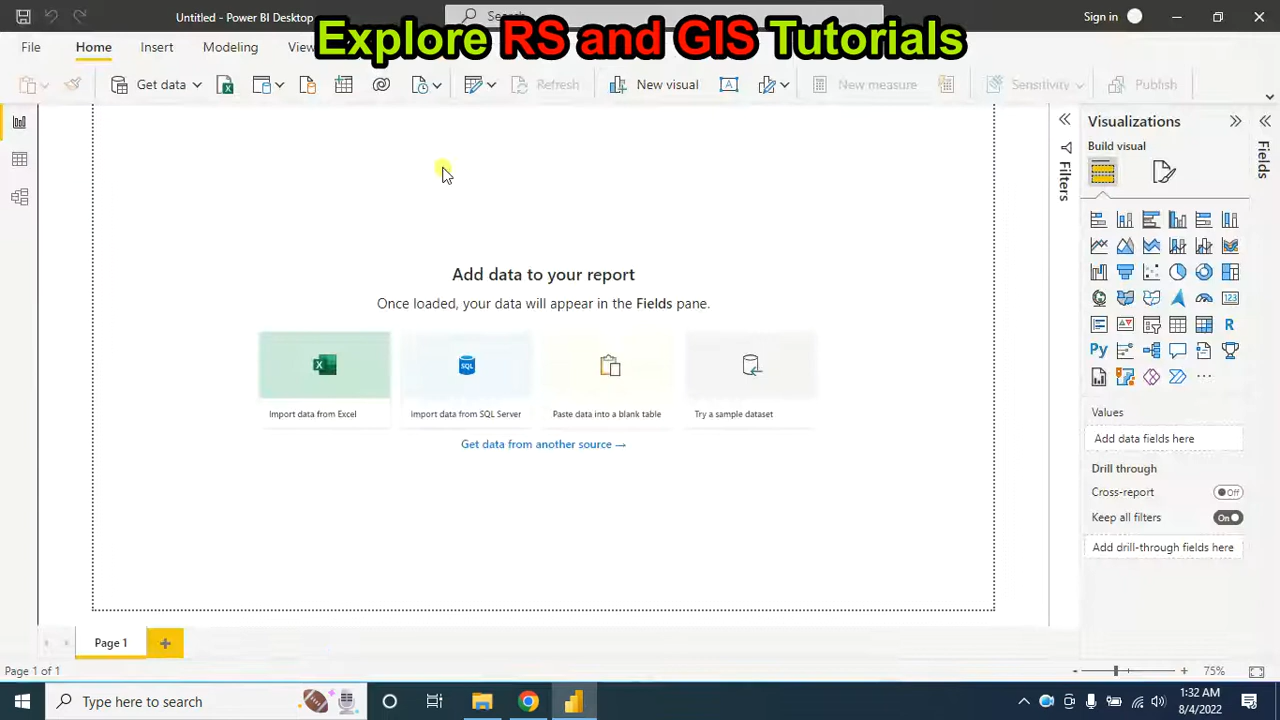 Untitled - Power BI Desktop
Search
Sign in
Explore RS and GIS Tutorials
File
Home
Insert
Modeling
Get data
Refresh
New visual
New measure
Sensitivity
Publish
Visualizations
Build visual
Filters
Fields
Add data to your report
Once loaded, your data will appear in the Fields pane.
SQL
Import data from Excel
Import data from SQL Server
Paste data into a blank table
Try a sample dataset
Get data from another source →
123
R
Py
Values
Add data fields here
Drill through
Cross-report
Off
Keep all filters
On
Add drill-through fields here
Page 1
Page 1 of 1
75%
Type here to search
1:32 AM
8/4/2022